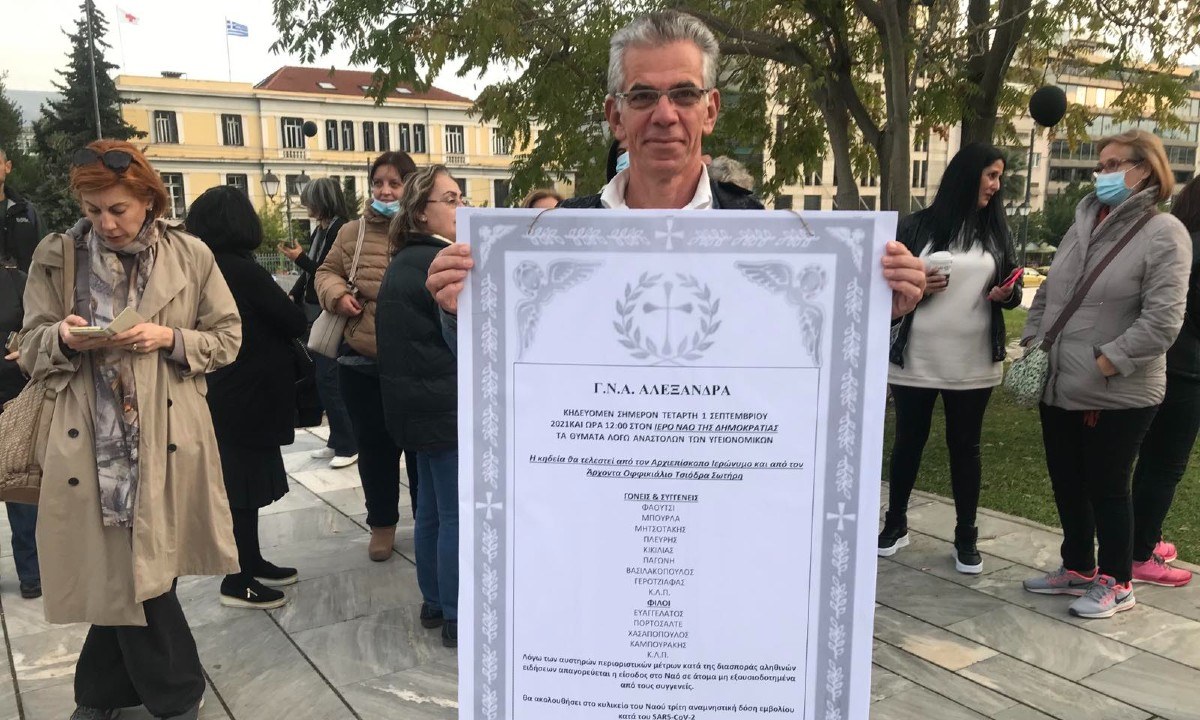 Γ.Ν.Α. ΑΛΕΞΑΝΔΡΑ
ΚΗΔΕΥΟΜΕΝ ΣΗΜΕΡΟΝ ΤΕΤΑΡΤΗ 1 ΣΕΠΤΕΜΒΡΙΟΥ
2021ΚΑΙ ΩΡΑ 12:00 ΣΤΟΝ ΙΕΡΟ ΝΑΟ ΤΗΣ ΔΗΜΟΚΡΑΤΙΑΣ
ΤΑ ΘΥΜΑΤΑ ΛΟΓΩ ΑΝΑΣΤΟΛΩΝ ΤΩΝ ΥΓΕΙΟΝΟΜΙΚΩΝ
Η κηδεία θα τελεστεί από τον Αρχιεπίσκοπο Ιερώνυμο και από τον
Άρχοντα Οφφικιάλιο Τσιόδρα Σωτήρη
ΓΟΝΕΙΣ & ΣΥΓΓΕΝΕΙΣ
ΦΑΟΥΤΣΙ
ΜΠΟΥΡΛΑ
ΜΗΤΣΟΤΑΚΗΣ
ΠΛΕΥΡΗΣ
ΚΙΚΙΛΙΑΣ
ΠΑΓΩΝΗ
ΒΑΣΙΛΑΚΟΠΟΥΛΟΣ
ΓΕΡΟΤΖΙΑΦΑΣ
Κ.Λ.Π.
ΦΙΛΟΙ
ΕΥΑΓΓΕΛΑΤΟΣ
ΠΟΡΤΟΣΑΛΤΕ
ΧΑΣΑΠΟΠΟΥΛΟΣ
ΚΑΜΠΟΥΡΑΚΗΣ
Κ.Λ.Π.
Λόγω των αυστηρών περιοριστικών μέτρων κατά της διασποράς αληθινών
ειδήσεων απαγορεύεται η είσοδος στο Ναό σε άτομα μη εξουσιοδοτημένα
από τους συγγενείς.
Θα ακολουθήσει στο κυλικείο του Ναού τρίτη αναμνηστική δόση εμβολίου
κατά του SARS-CoV-2